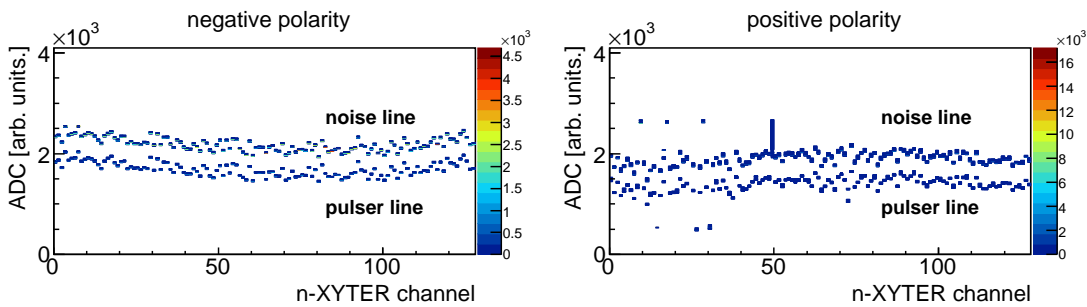 negative polarity
×10³
ADC [arb. units.]
4
2
0
noise line
pulser line
0 50 100
n-XYTER channel
×10³
4.5
4
3.5
3
2.5
2
1.5
1
0.5
0
positive polarity
×10³
ADC [arb. units.]
4
2
0
noise line
pulser line
0 50 100
n-XYTER channel
×10³
16
14
12
10
8
6
4
2
0